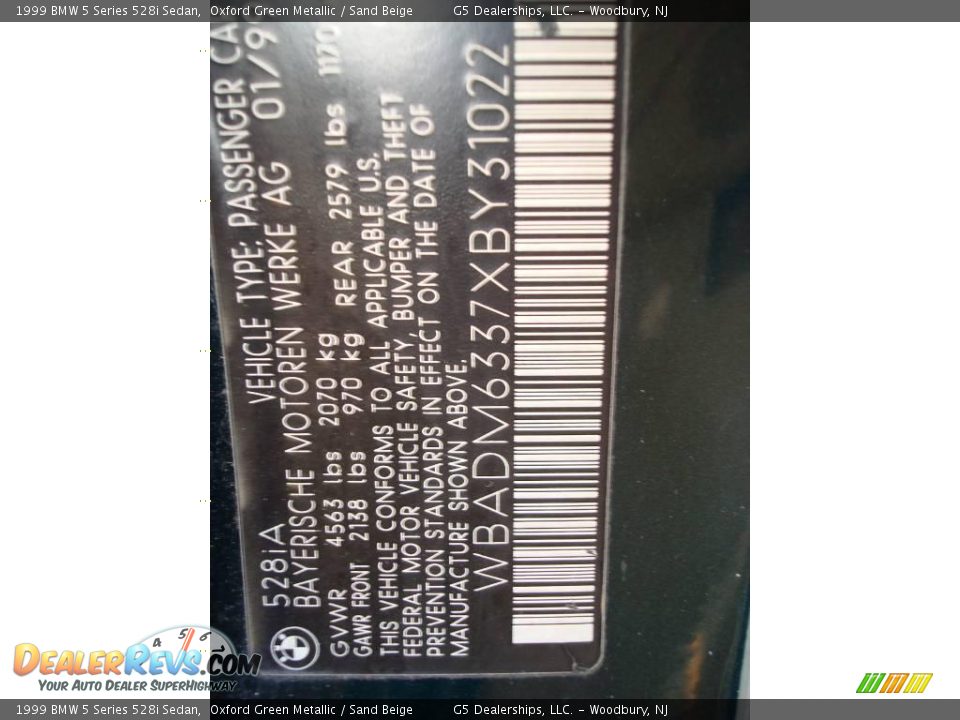 1999 BMW 5 Series 528i Sedan, Oxford Green Metallic / Sand Beige G5 Dealerships, LLC. - Woodbury, NJ
528iA VEHICLE TYPE: PASSENGER CA
BAYERISCHE MOTOREN WERKE AG 01/9
GVWR 4563 lbs 2070 kg
GAWR FRONT 2138 lbs 970 kg REAR 2579 lbs 1170
THIS VEHICLE CONFORMS TO ALL APPLICABLE U.S.
FEDERAL MOTOR VEHICLE SAFETY, BUMPER AND THEFT
PREVENTION STANDARDS IN EFFECT ON THE DATE OF
MANUFACTURE SHOWN ABOVE.
WBADM6337XBY31022
4 5 6
DEALERREVS.COM
YOUR AUTO DEALER SUPERHIGHWAY
1999 BMW 5 Series 528i Sedan, Oxford Green Metallic / Sand Beige G5 Dealerships, LLC. - Woodbury, NJ